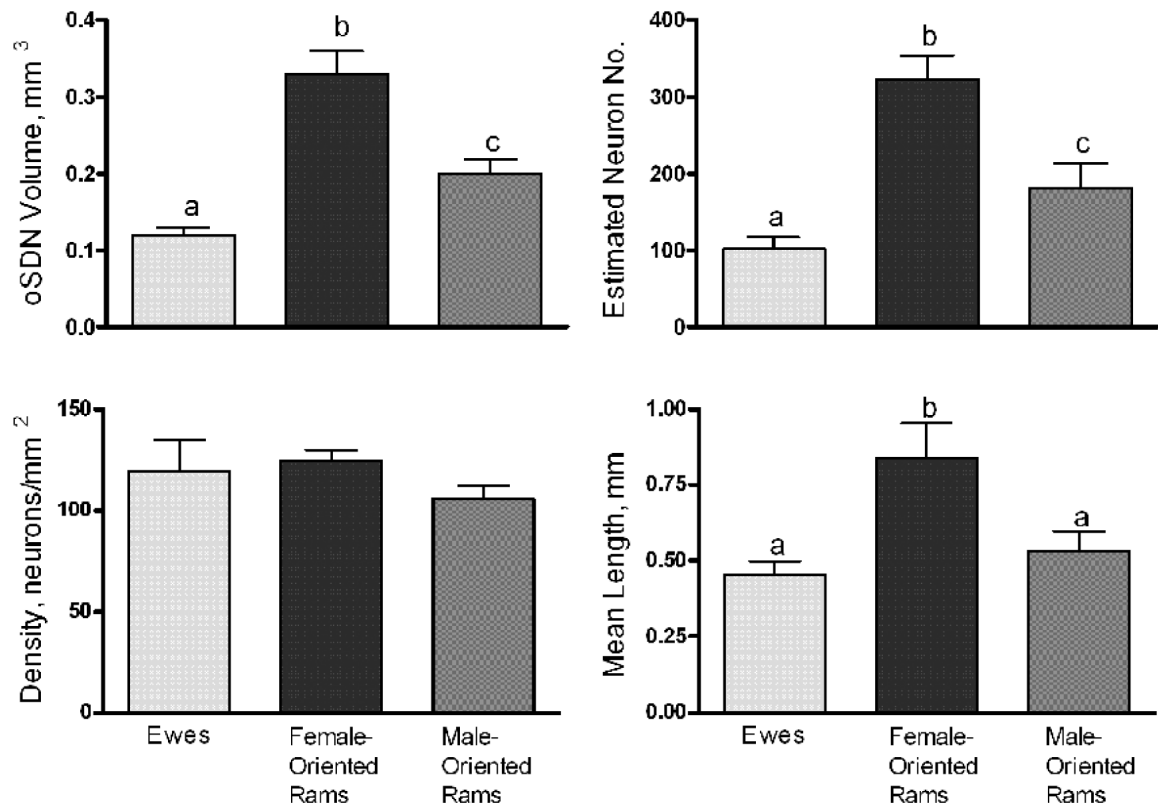 oSDN Volume, mm 3
0.4
0.3
0.2
0.1
0.0
a
b
c
Estimated Neuron No.
400
300
200
100
0
a
b
c
Density, neurons/mm 2
150
100
50
0
Ewes
Female-
Oriented
Rams
Male-
Oriented
Rams
Mean Length, mm
1.00
0.75
0.50
0.25
0.00
a
b
a
Ewes
Female-
Oriented
Rams
Male-
Oriented
Rams